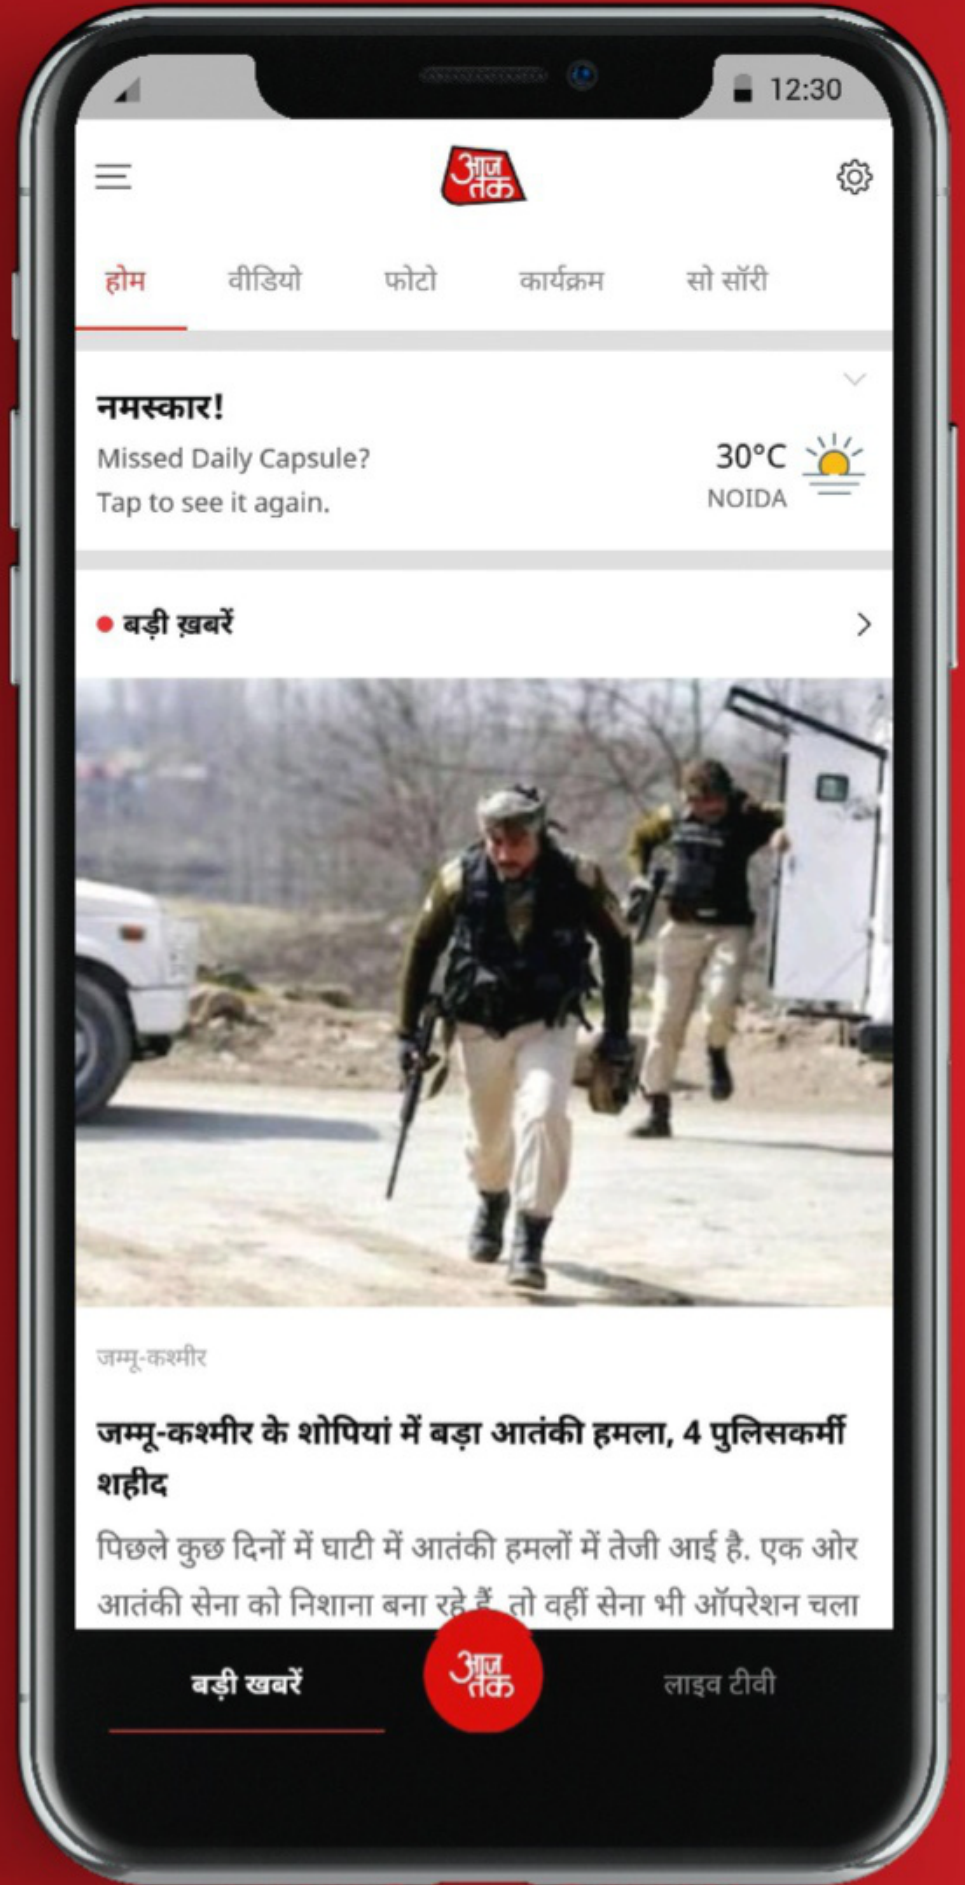 12:30
आज
तक
होम वीडियो फोटो कार्यक्रम सो सॉरी
नमस्कार!
Missed Daily Capsule?
Tap to see it again.
30°C
NOIDA
बड़ी ख़बरें
जम्मू-कश्मीर
जम्मू-कश्मीर के शोपियां में बड़ा आतंकी हमला, 4 पुलिसकर्मी
शहीद
पिछले कुछ दिनों में घाटी में आतंकी हमलों में तेजी आई है. एक ओर
आतंकी सेना को निशाना बना रहे हैं, तो वहीं सेना भी ऑपरेशन चला
बड़ी खबरें
आज
तक
लाइव टीवी